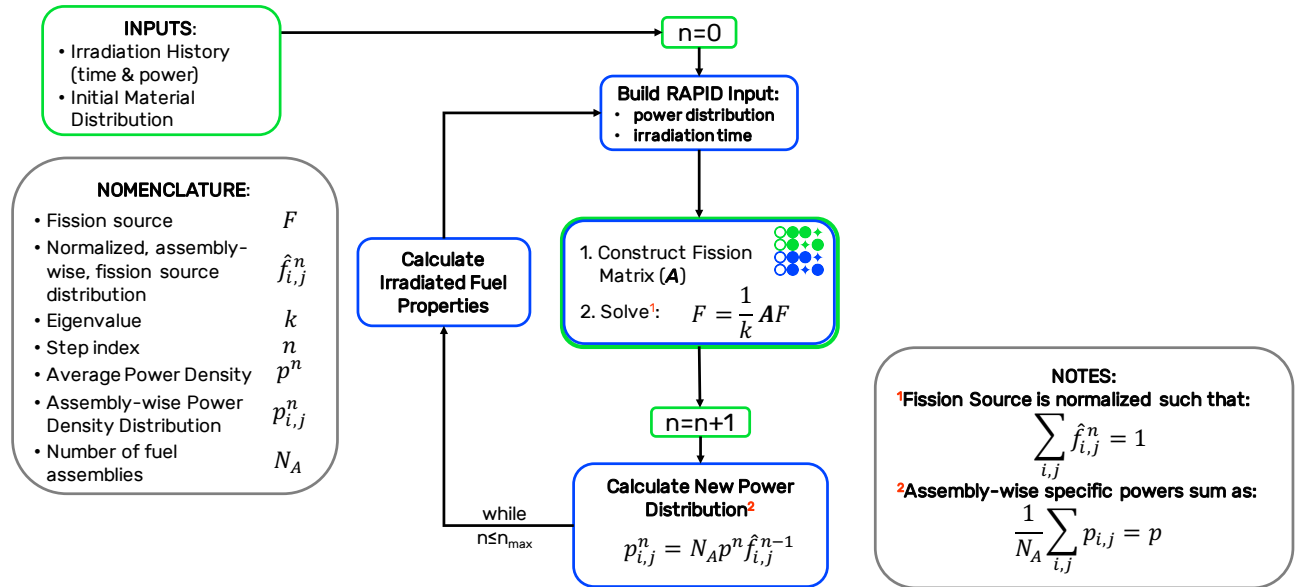 INPUTS:
• Irradiation History
(time & power)
• Initial Material
Distribution
n=0
Build RAPID Input:
• power distribution
• irradiation time
NOMENCLATURE:
• Fission source F
• Normalized, assembly-
wise, fission source
distribution f̂ⁿᵢ,ⱼ
• Eigenvalue k
• Step index n
• Average Power Density pⁿ
• Assembly-wise Power
Density Distribution pⁿᵢ,ⱼ
• Number of fuel
assemblies N_A
Calculate
Irradiated Fuel
Properties
1. Construct Fission
Matrix (A)
2. Solve¹: F = 1/k AF
n=n+1
Calculate New Power
Distribution²
pⁿᵢ,ⱼ = N_A pⁿ f̂ⁿ⁻¹ᵢ,ⱼ
while
n≤n_max
NOTES:
¹Fission Source is normalized such that:
∑ᵢ,ⱼ f̂ⁿᵢ,ⱼ = 1
²Assembly-wise specific powers sum as:
1/N_A ∑ᵢ,ⱼ pᵢ,ⱼ = p